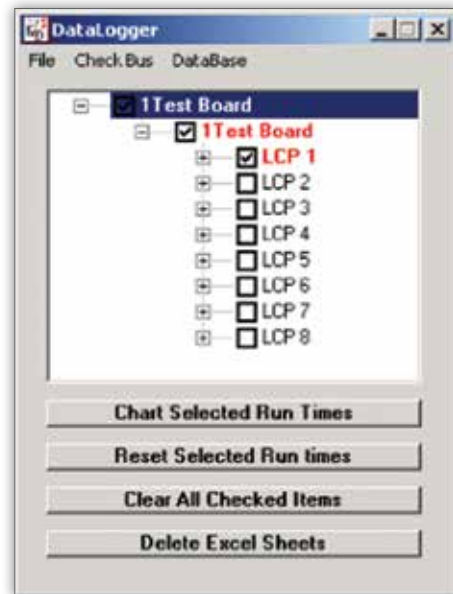 DataLogger
File Check Bus DataBase
1Test Board
1Test Board
LCP 1
LCP 2
LCP 3
LCP 4
LCP 5
LCP 6
LCP 7
LCP 8
Chart Selected Run Times
Reset Selected Run times
Clear All Checked Items
Delete Excel Sheets